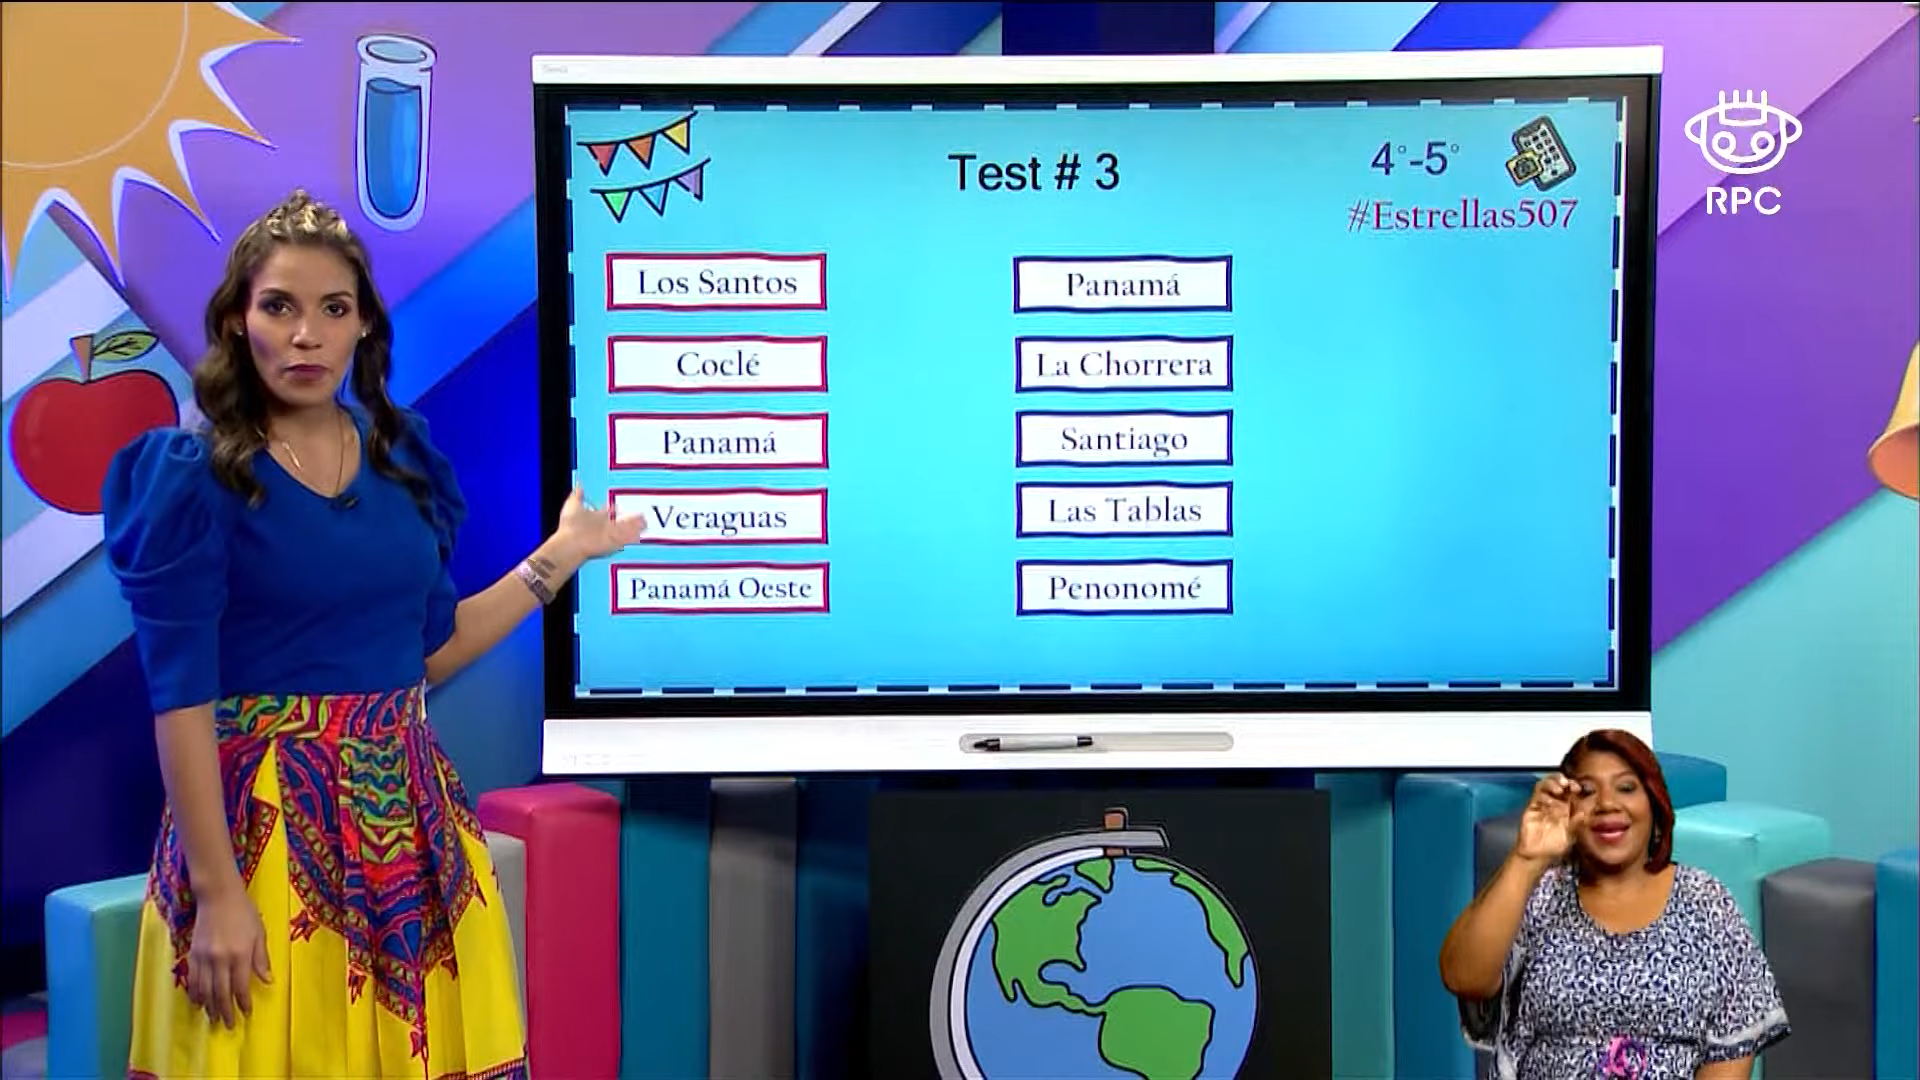 Test # 3
4°-5°
#Estrellas507
RPC
Los Santos
Coclé
Panamá
Veraguas
Panamá Oeste
Panamá
La Chorrera
Santiago
Las Tablas
Penonomé